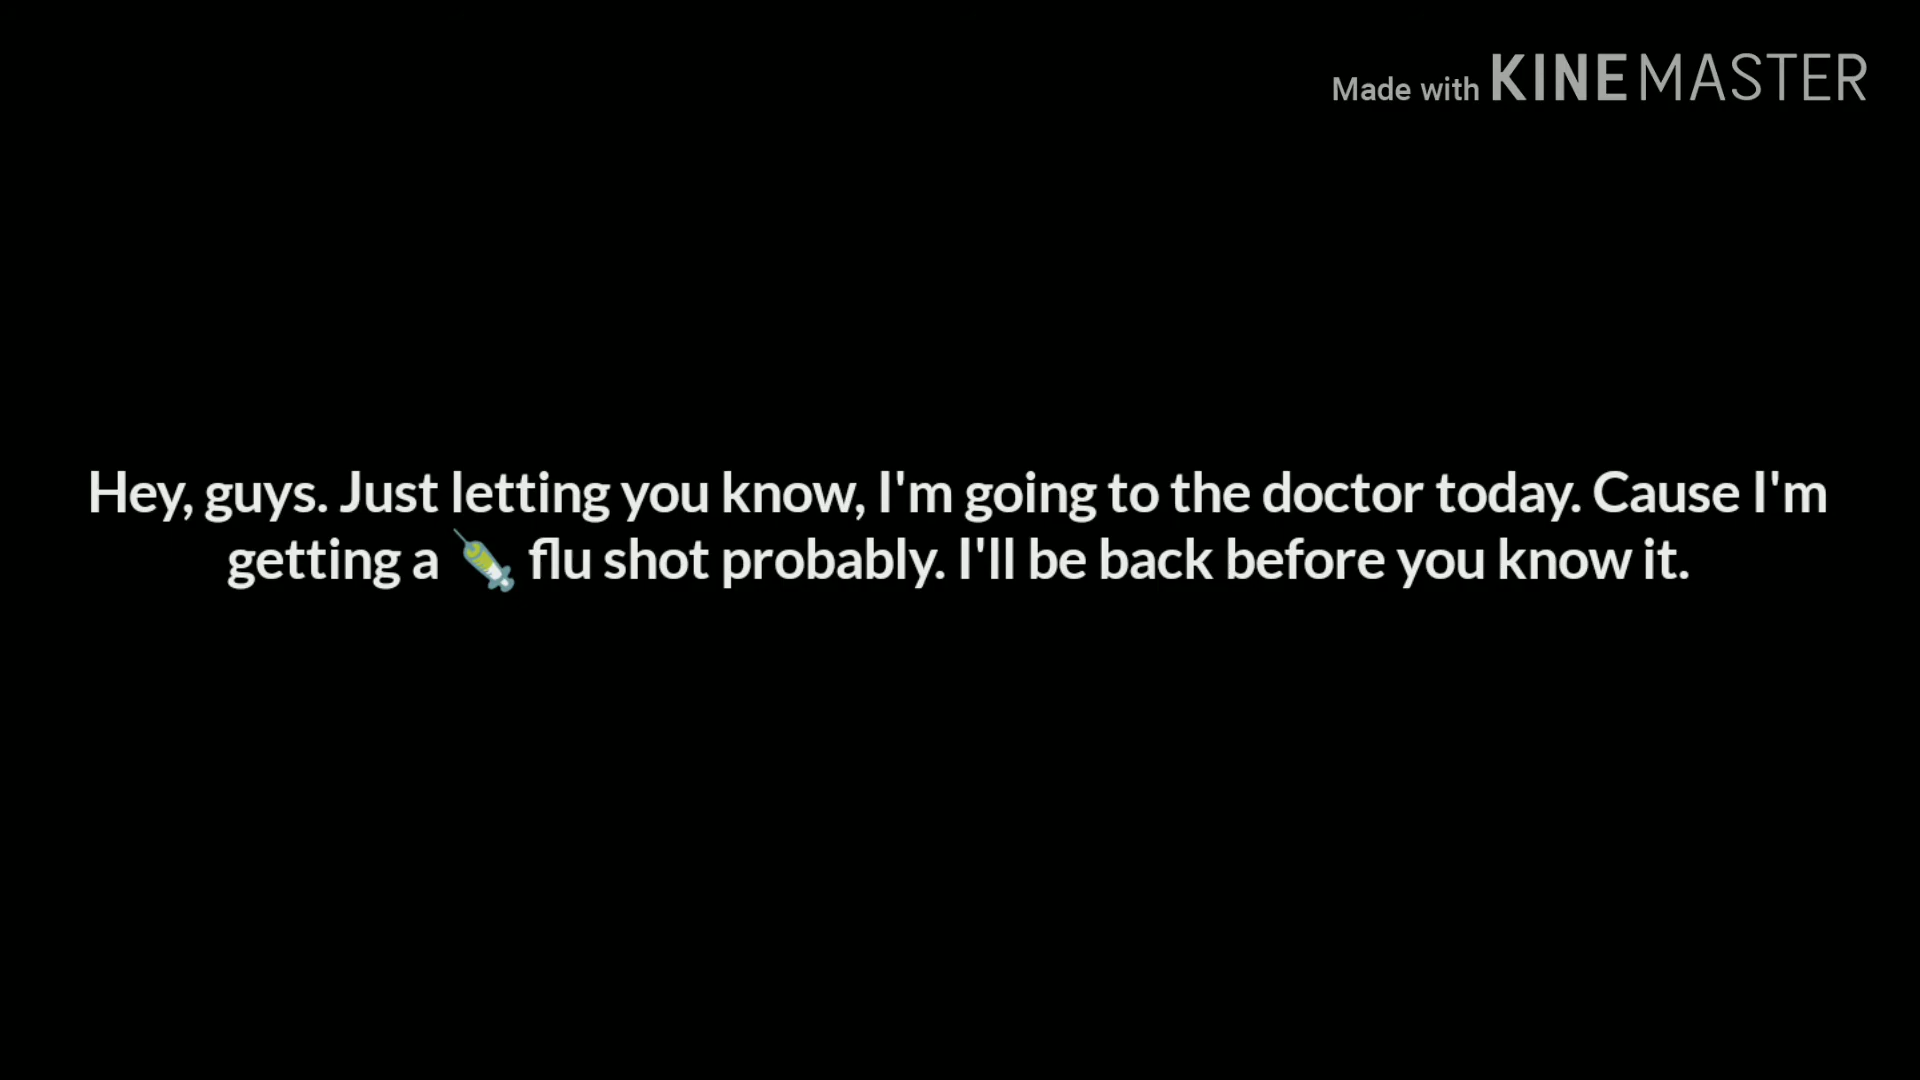 Made with KINEMASTER
Hey, guys. Just letting you know, I'm going to the doctor today. Cause I'm
getting a 💉 flu shot probably. I'll be back before you know it.